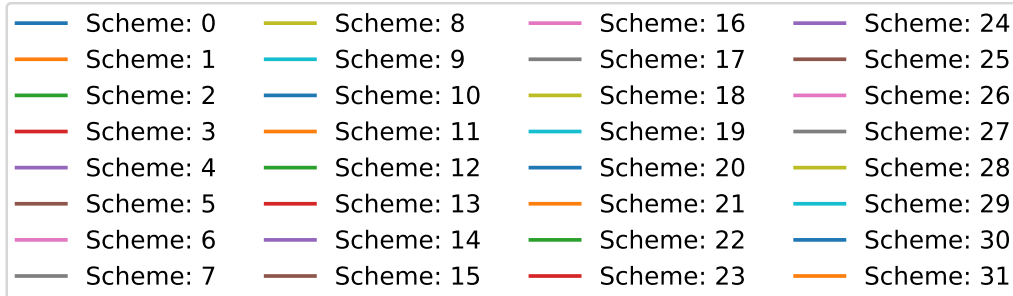 Scheme: 0
Scheme: 1
Scheme: 2
Scheme: 3
Scheme: 4
Scheme: 5
Scheme: 6
Scheme: 7
Scheme: 8
Scheme: 9
Scheme: 10
Scheme: 11
Scheme: 12
Scheme: 13
Scheme: 14
Scheme: 15
Scheme: 16
Scheme: 17
Scheme: 18
Scheme: 19
Scheme: 20
Scheme: 21
Scheme: 22
Scheme: 23
Scheme: 24
Scheme: 25
Scheme: 26
Scheme: 27
Scheme: 28
Scheme: 29
Scheme: 30
Scheme: 31